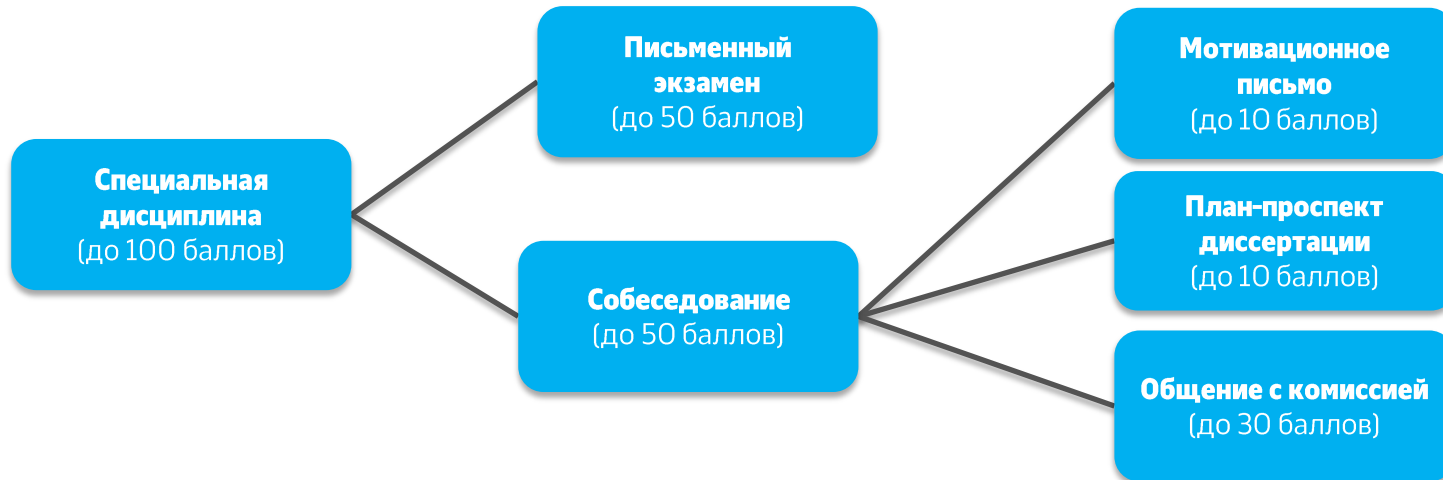 Специальная
дисциплина
(до 100 баллов)
Письменный
экзамен
(до 50 баллов)
Собеседование
(до 50 баллов)
Мотивационное
письмо
(до 10 баллов)
План-проспект
диссертации
(до 10 баллов)
Общение с комиссией
(до 30 баллов)